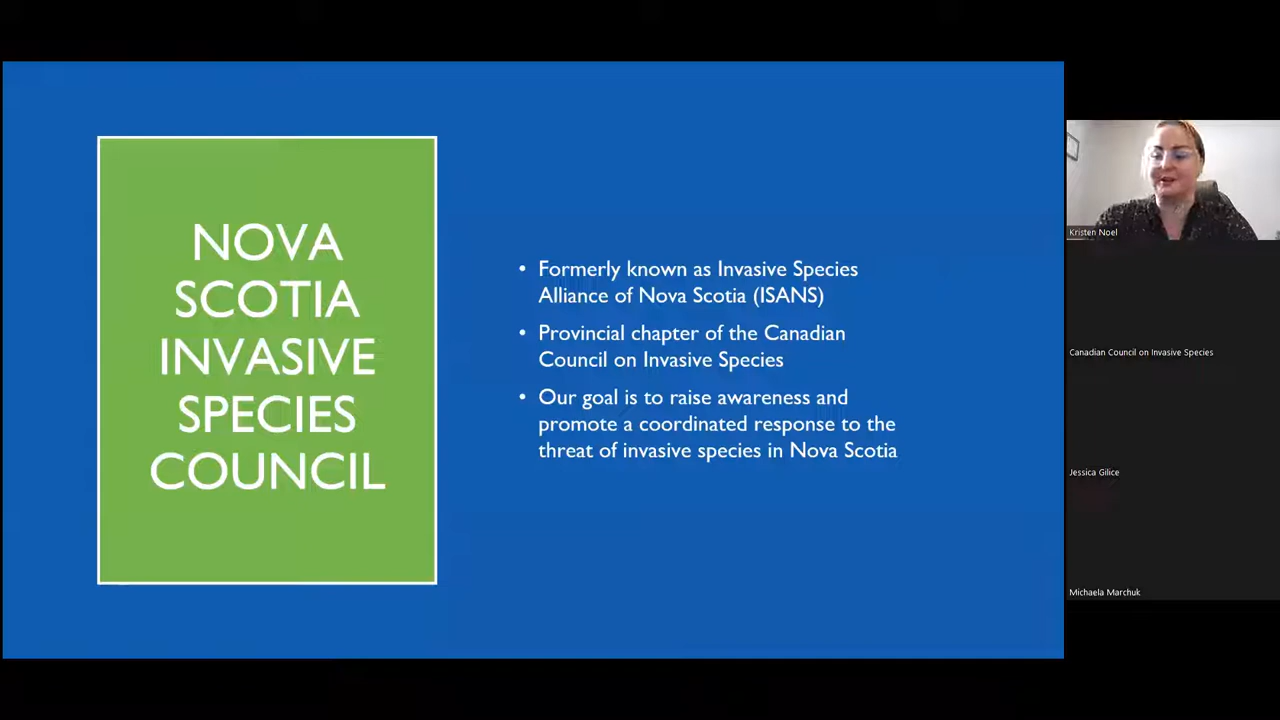 NOVA
SCOTIA
INVASIVE
SPECIES
COUNCIL
• Formerly known as Invasive Species
Alliance of Nova Scotia (ISANS)
• Provincial chapter of the Canadian
Council on Invasive Species
• Our goal is to raise awareness and
promote a coordinated response to the
threat of invasive species in Nova Scotia
Kristen Noel
Canadian Council on Invasive Species
Jessica Gilice
Michaela Marchuk